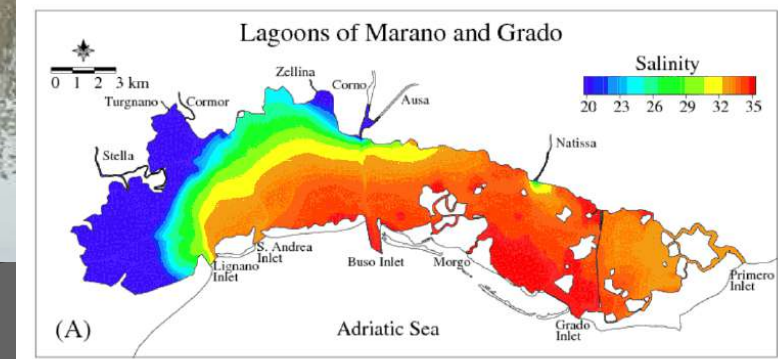 Lagoons of Marano and Grado
0 1 2 3 km
Salinity
20 23 26 29 32 35
Zellina
Corno
Turgnano
Cormor
Ausa
Stella
Natissa
Lignano
Inlet
S. Andrea
Inlet
Buso Inlet
Morgo
Primero
Inlet
Grado
Inlet
(A)
Adriatic Sea